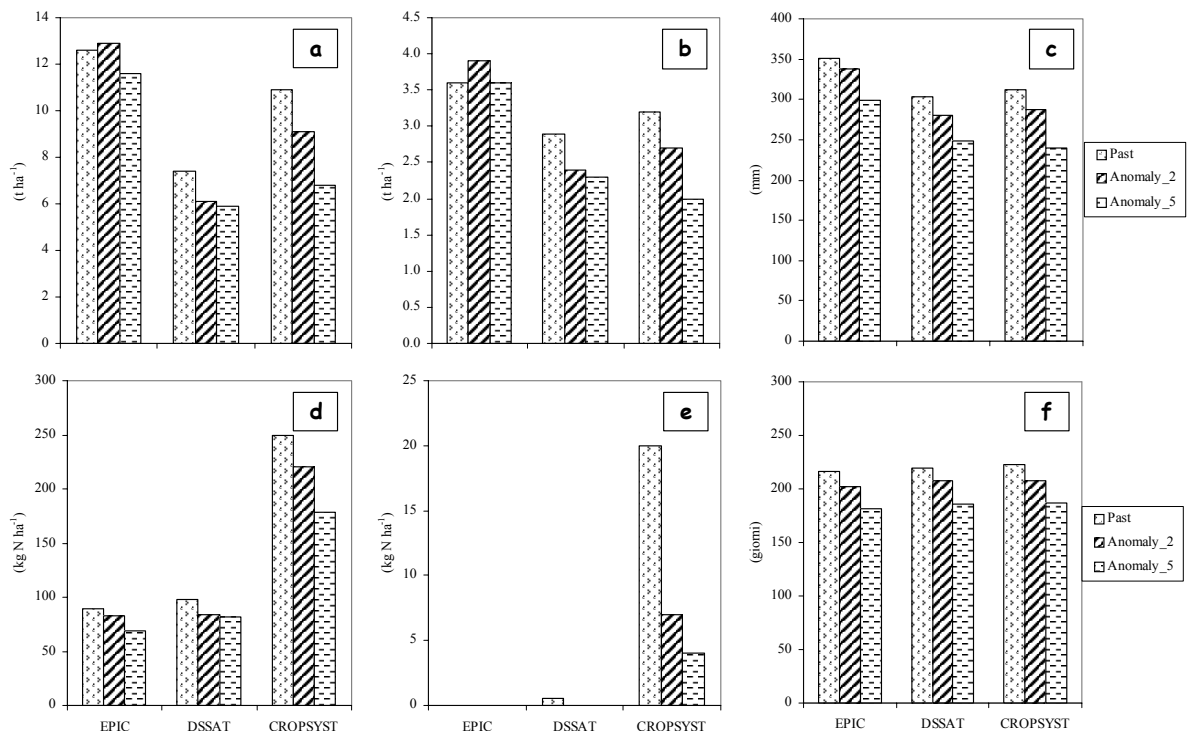 a
14
12
10
8
6
4
2
0
(t ha⁻¹)
b
4.5
4.0
3.5
3.0
2.5
2.0
1.5
1.0
0.5
0.0
(t ha⁻¹)
c
400
350
300
250
200
150
100
50
0
(mm)
Past
Anomaly_2
Anomaly_5
d
300
250
200
150
100
50
0
(kg N ha⁻¹)
EPIC DSSAT CROPSYST
e
25
20
15
10
5
0
(kg N ha⁻¹)
EPIC DSSAT CROPSYST
f
300
250
200
150
100
50
0
(giorni)
EPIC DSSAT CROPSYST
Past
Anomaly_2
Anomaly_5